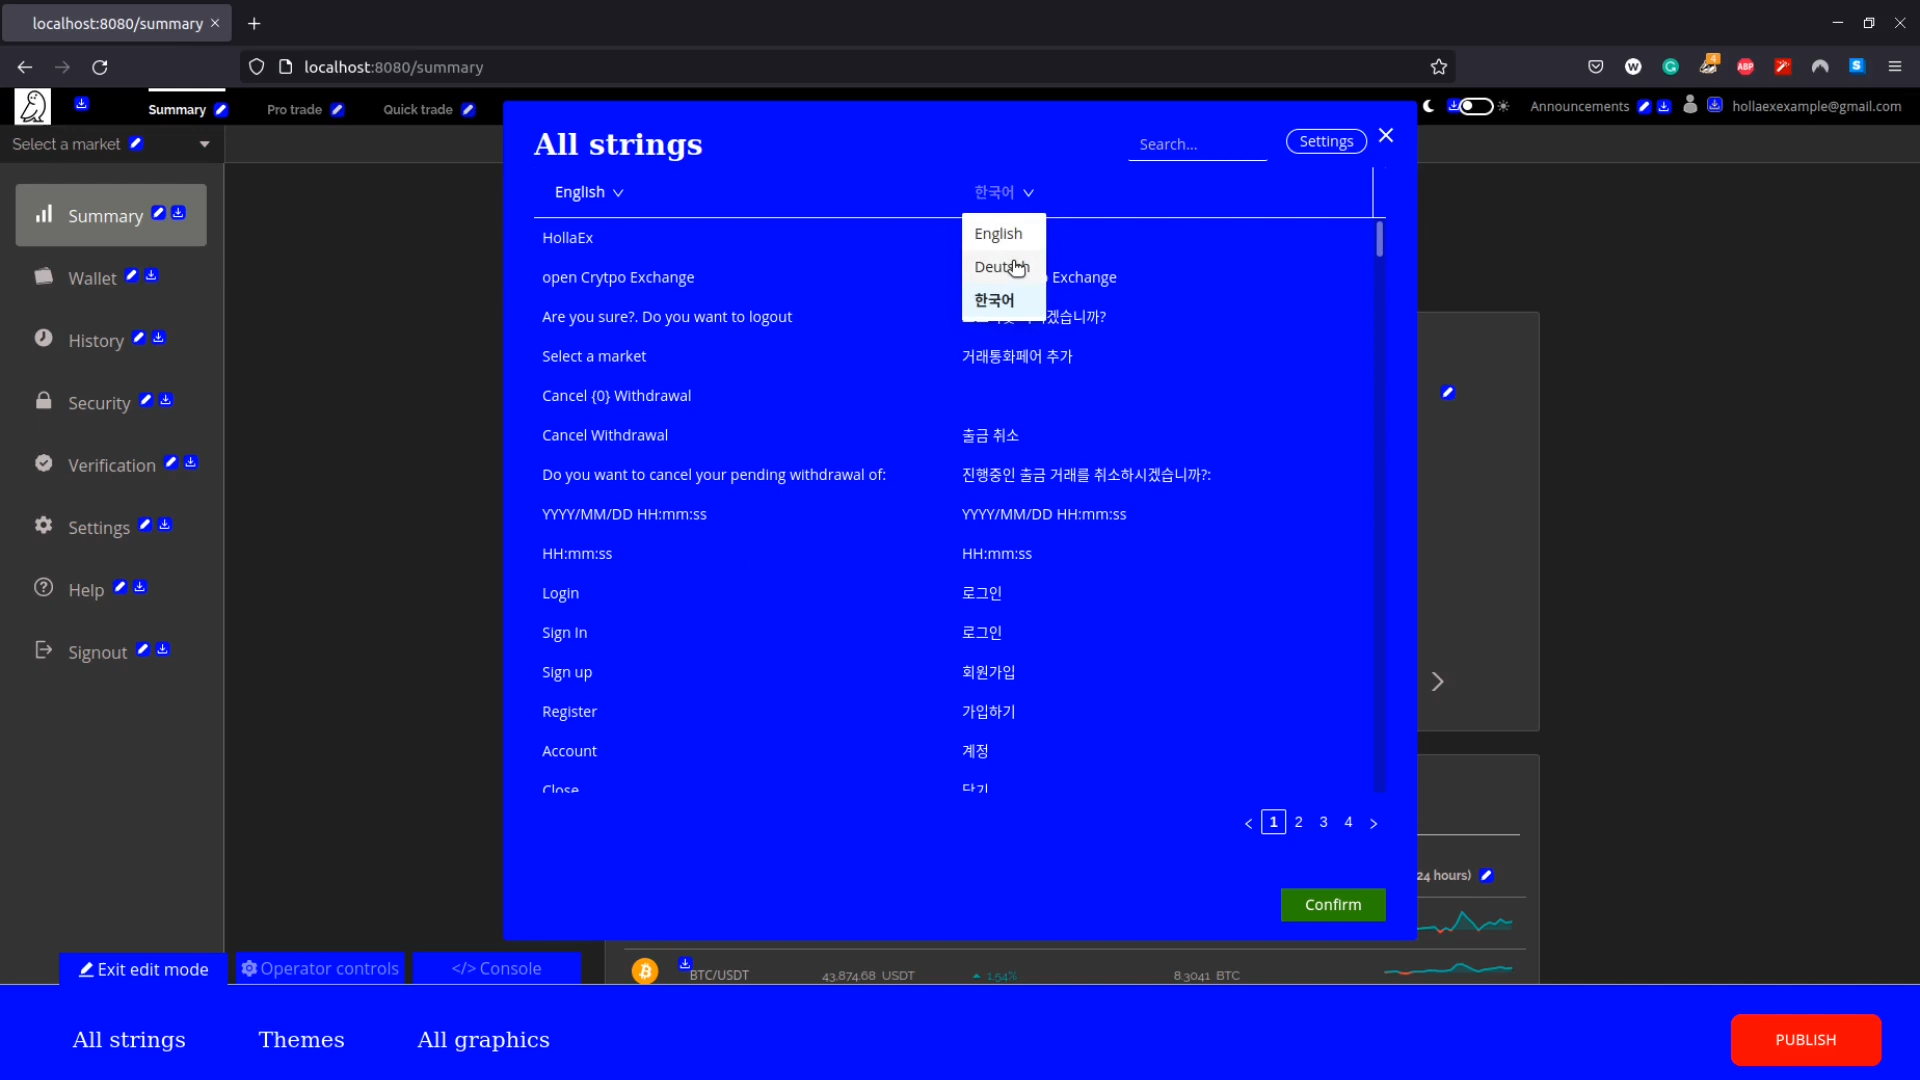 localhost:8080/summary
localhost:8080/summary
Summary
Pro trade
Quick trade
Announcements
hollaexexample@gmail.com
Select a market
Summary
Wallet
History
Security
Verification
Settings
Help
Signout
All strings
Search...
Settings
English
한국어
English
Deutsch
한국어
HollaEx
open Crytpo Exchange
Exchange
Are you sure?. Do you want to logout
겠습니까?
Select a market
거래통화페어 추가
Cancel {0} Withdrawal
Cancel Withdrawal
출금 취소
Do you want to cancel your pending withdrawal of:
진행중인 출금 거래를 취소하시겠습니까?:
YYYY/MM/DD HH:mm:ss
YYYY/MM/DD HH:mm:ss
HH:mm:ss
HH:mm:ss
Login
로그인
Sign In
로그인
Sign up
회원가입
Register
가입하기
Account
계정
Close
닫기
1 2 3 4
Confirm
24 hours)
BTC/USDT
43,874.68 USDT
1.54%
8.3041 BTC
Exit edit mode
Operator controls
</> Console
All strings
Themes
All graphics
PUBLISH
W
G
4
ABP
S